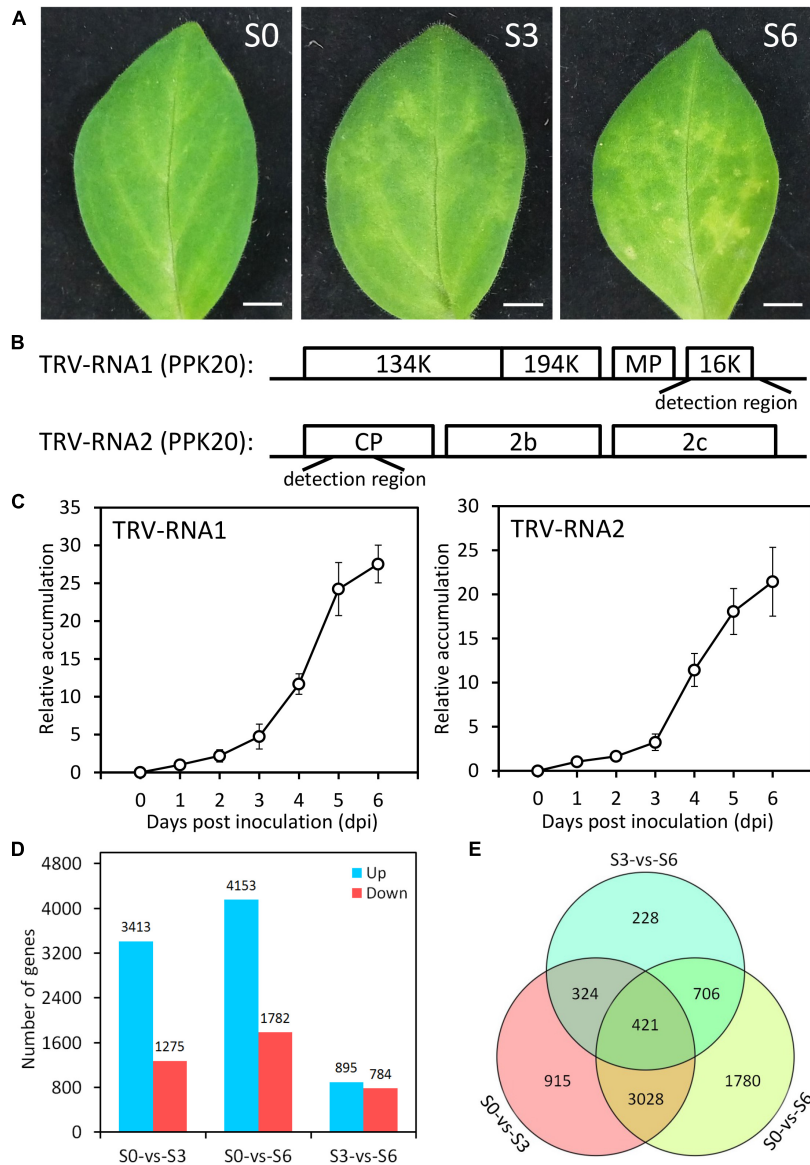 A
S0
S3
S6
B
TRV-RNA1 (PPK20):
134K
194K
MP
16K
detection region
TRV-RNA2 (PPK20):
CP
2b
2c
detection region
C
TRV-RNA1
Relative accumulation
35
30
25
20
15
10
5
0
0 1 2 3 4 5 6
Days post inoculation (dpi)
TRV-RNA2
Relative accumulation
30
25
20
15
10
5
0
0 1 2 3 4 5 6
Days post inoculation (dpi)
D
Number of genes
4800
4000
3200
2400
1600
800
0
Up
Down
3413
1275
4153
1782
895
784
S0-vs-S3
S0-vs-S6
S3-vs-S6
E
S3-vs-S6
228
324
706
421
915
3028
1780
S0-vs-S3
S0-vs-S6